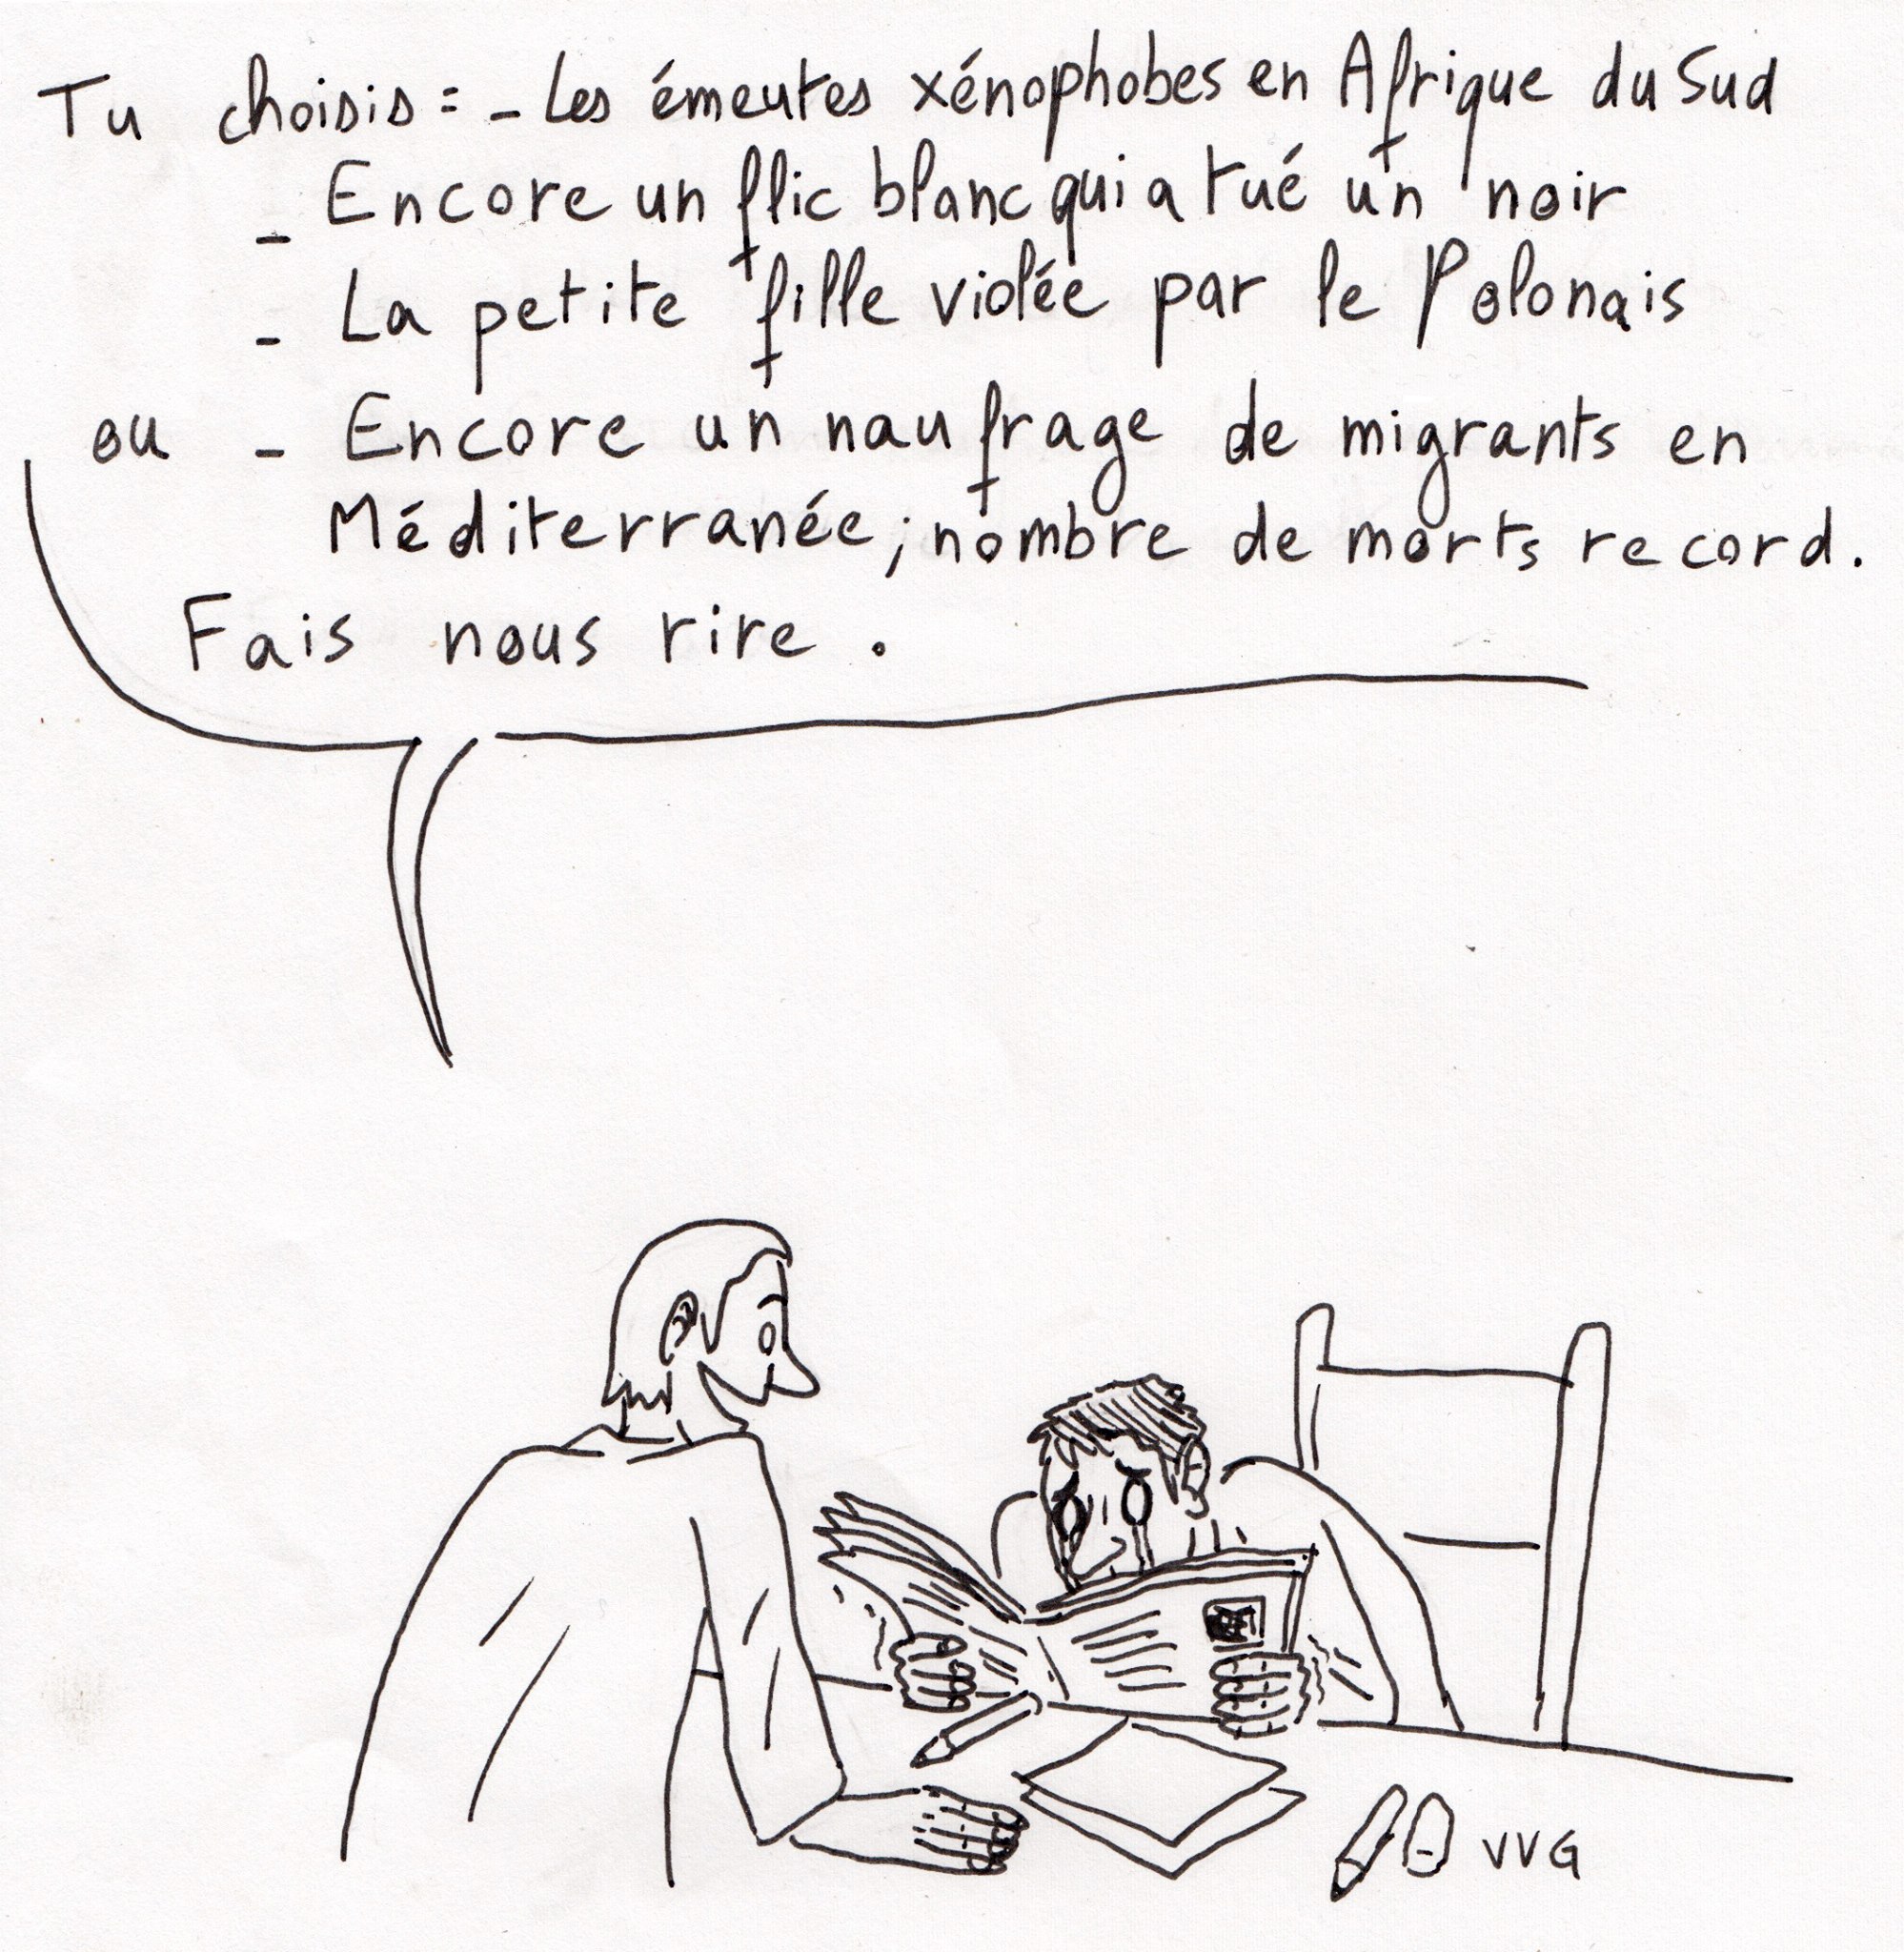 Tu choisis : - Les émeutes xénophobes en Afrique du Sud
- Encore un flic blanc qui a tué un noir
- La petite fille violée par le Polonais
ou - Encore un naufrage de migrants en
Méditerranée ; nombre de morts record.
Fais nous rire.
VVG